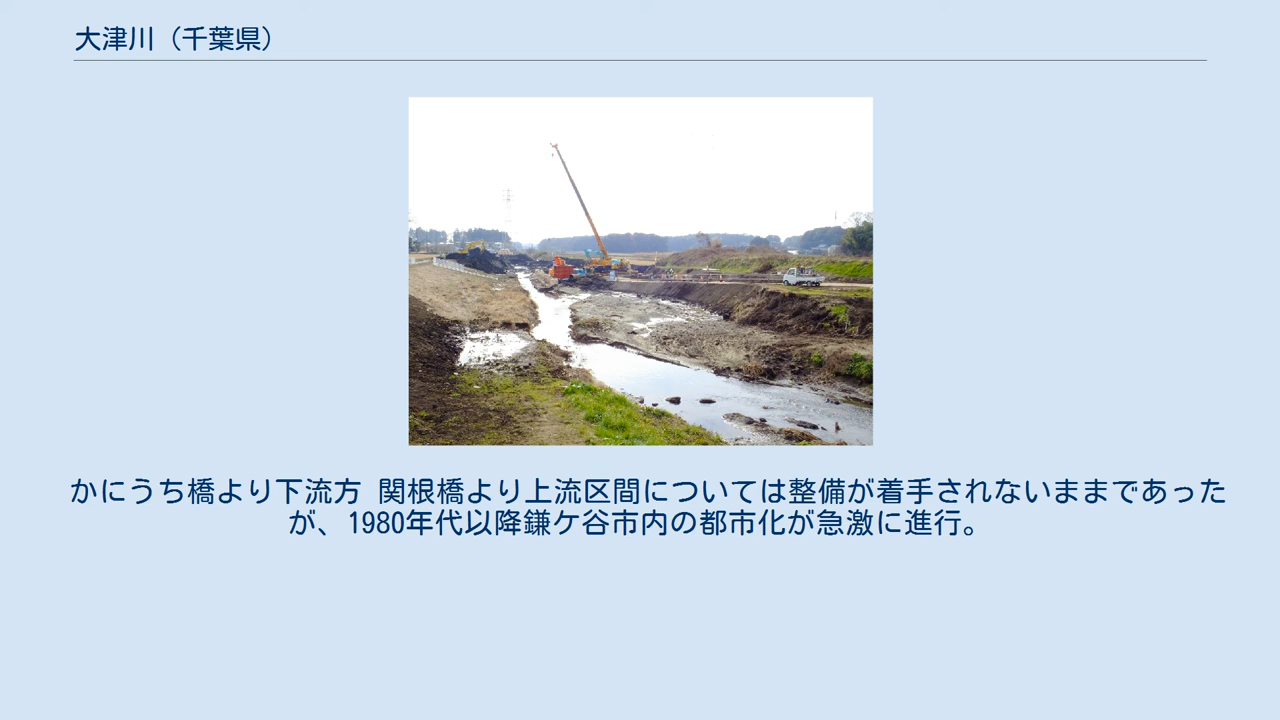 大津川（千葉県）
かにうち橋より下流方 関根橋より上流区間については整備が着手されないままであった
が、1980年代以降鎌ケ谷市内の都市化が急激に進行。